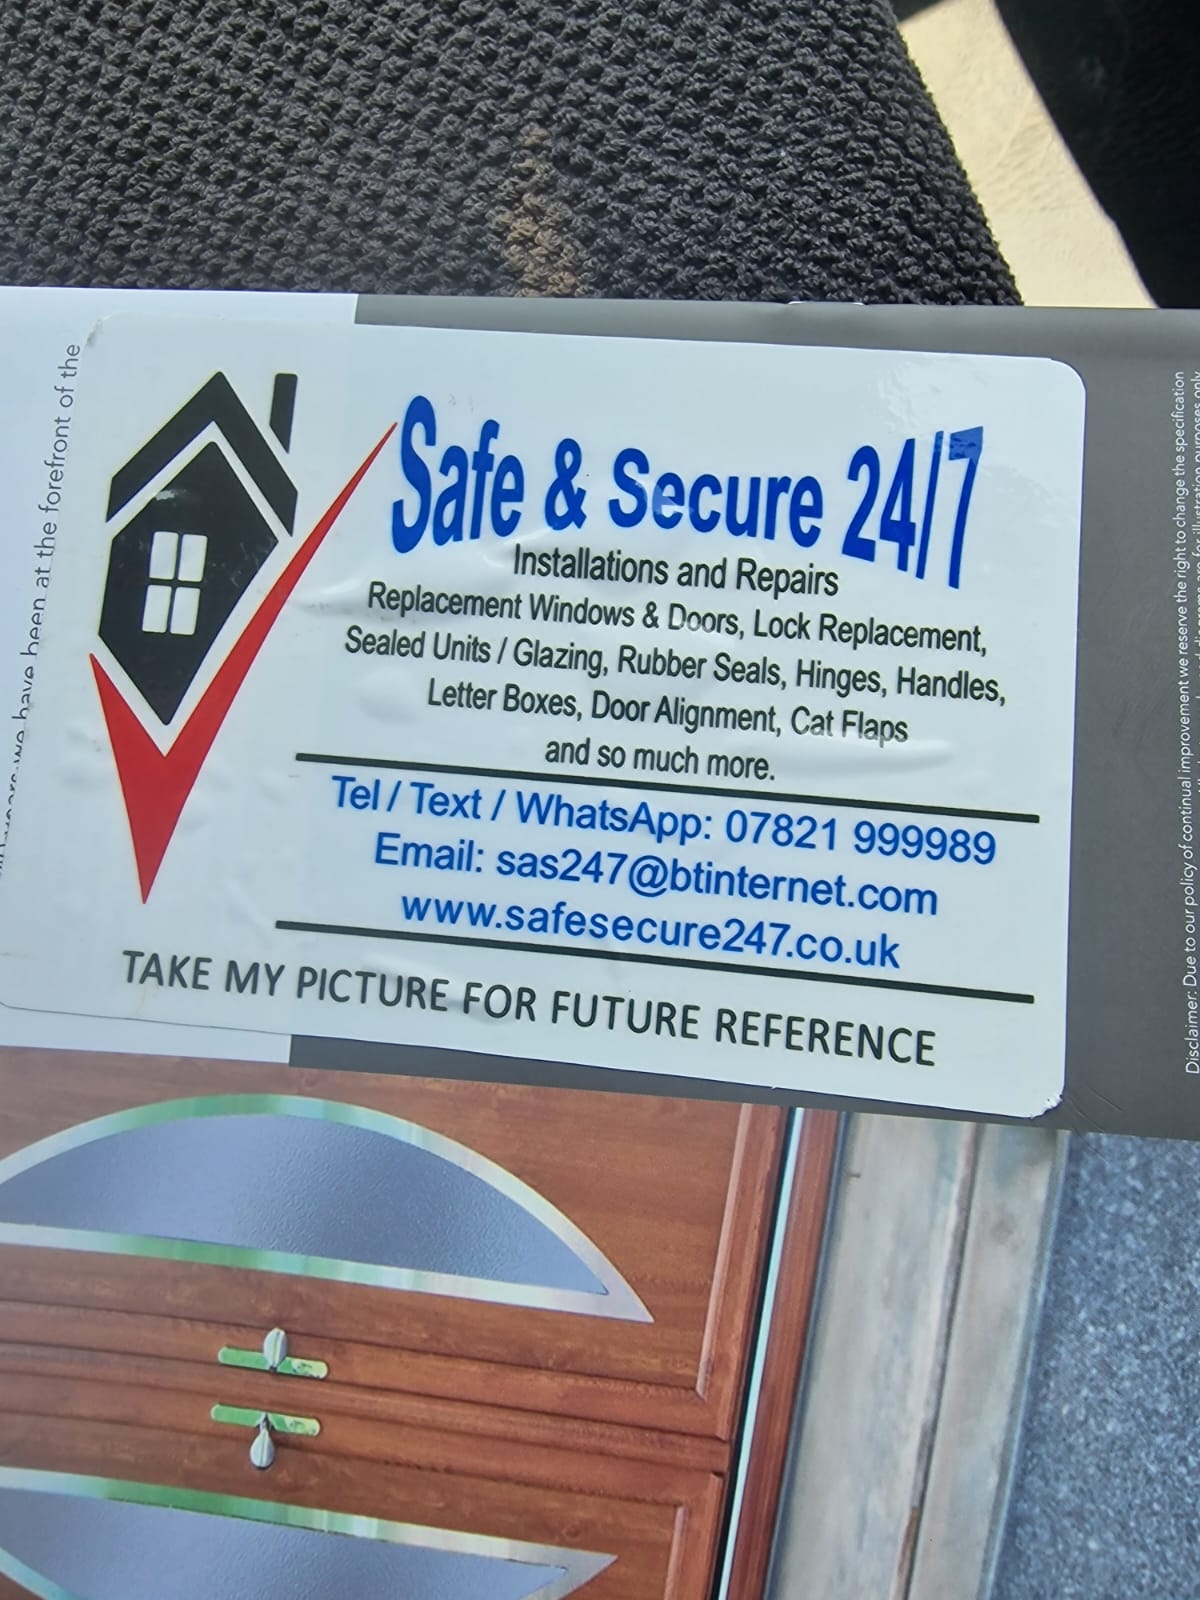 Safe & Secure 24/7
Installations and Repairs
Replacement Windows & Doors, Lock Replacement,
Sealed Units / Glazing, Rubber Seals, Hinges, Handles,
Letter Boxes, Door Alignment, Cat Flaps
and so much more.
Tel / Text / WhatsApp: 07821 999989
Email: sas247@btinternet.com
www.safesecure247.co.uk
TAKE MY PICTURE FOR FUTURE REFERENCE
we have been at the forefront of the
Disclaimer: Due to our policy of continual improvement we reserve the right to change the specification